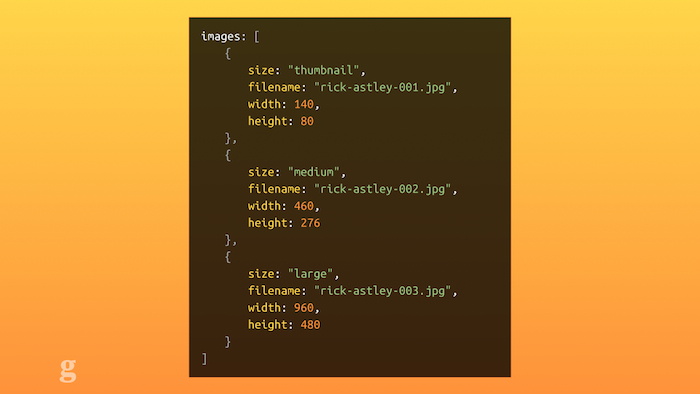 images: [
{
size: "thumbnail",
filename: "rick-astley-001.jpg",
width: 140,
height: 80
},
{
size: "medium",
filename: "rick-astley-002.jpg",
width: 460,
height: 276
},
{
size: "large",
filename: "rick-astley-003.jpg",
width: 960,
height: 480
}
]
g